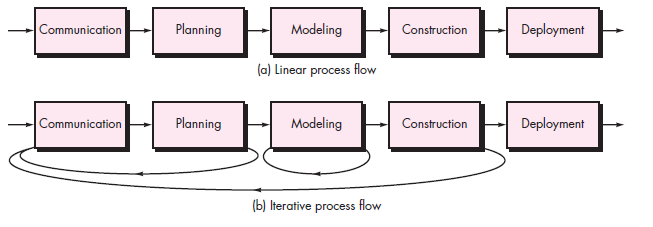 Communication
Planning
Modeling
Construction
Deployment
(a) Linear process flow
Communication
Planning
Modeling
Construction
Deployment
(b) Iterative process flow